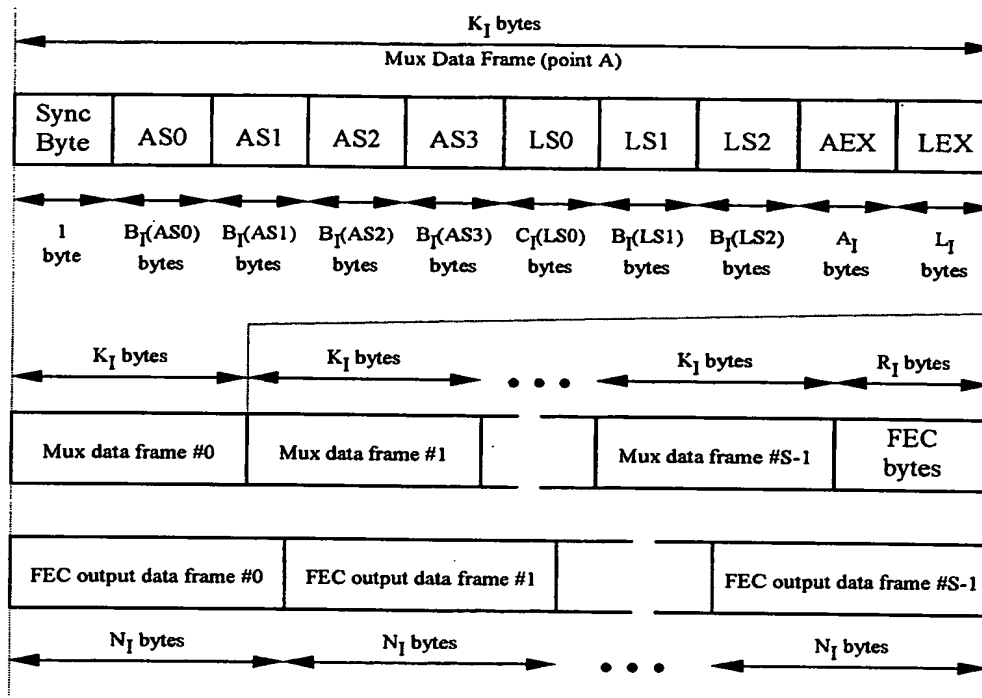 K_I bytes
Mux Data Frame (point A)
Sync Byte AS0 AS1 AS2 AS3 LS0 LS1 LS2 AEX LEX
1 byte B_I(AS0) bytes B_I(AS1) bytes B_I(AS2) bytes B_I(AS3) bytes C_I(LS0) bytes B_I(LS1) bytes B_I(LS2) bytes A_I bytes L_I bytes
K_I bytes K_I bytes • • • K_I bytes R_I bytes
Mux data frame #0 Mux data frame #1 Mux data frame #S-1 FEC bytes
FEC output data frame #0 FEC output data frame #1 FEC output data frame #S-1
N_I bytes N_I bytes • • • N_I bytes